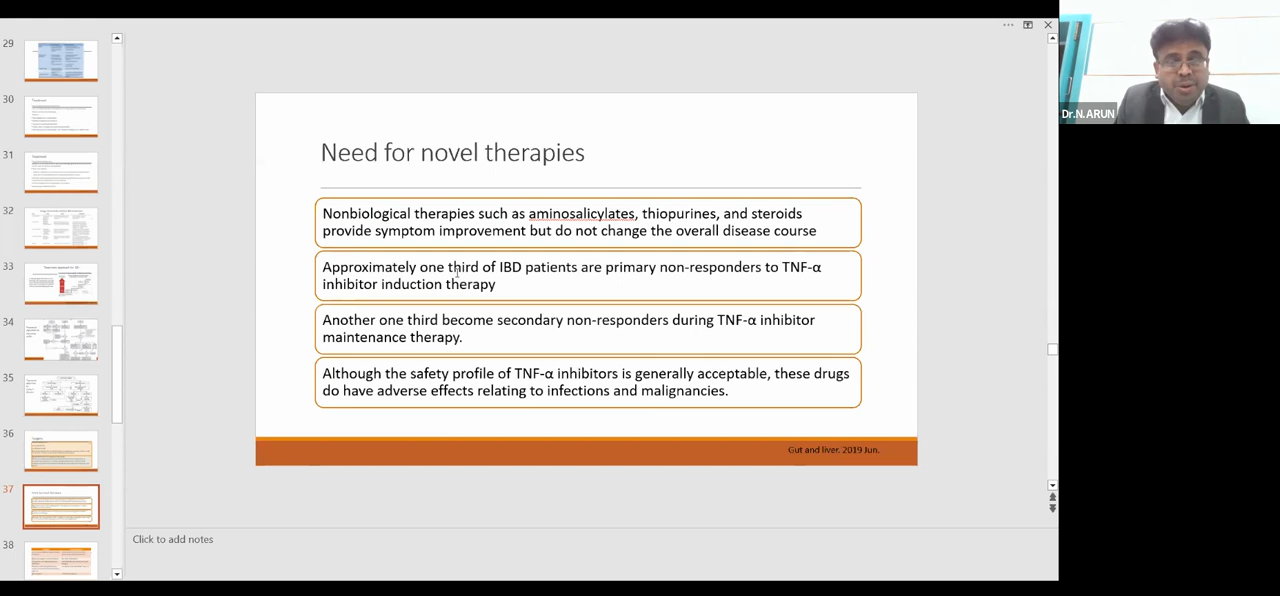 29
30
31
32
33
34
35
36
37
38
Need for novel therapies
Nonbiological therapies such as aminosalicylates, thiopurines, and steroids
provide symptom improvement but do not change the overall disease course
Approximately one third of IBD patients are primary non-responders to TNF-α
inhibitor induction therapy
Another one third become secondary non-responders during TNF-α inhibitor
maintenance therapy.
Although the safety profile of TNF-α inhibitors is generally acceptable, these drugs
do have adverse effects relating to infections and malignancies.
Gut and liver. 2019 Jun.
Click to add notes
Dr.N.ARUN